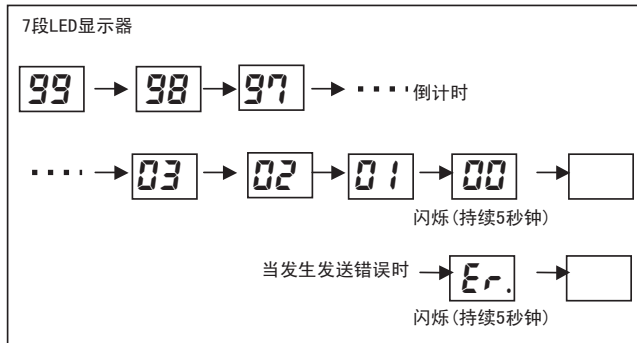 7段LED显示器
99 → 98 → 97 → ････ 倒计时
････ → 03 → 02 → 01 → 00 →
闪烁(持续5秒钟)
当发生发送错误时 → Er. →
闪烁(持续5秒钟)